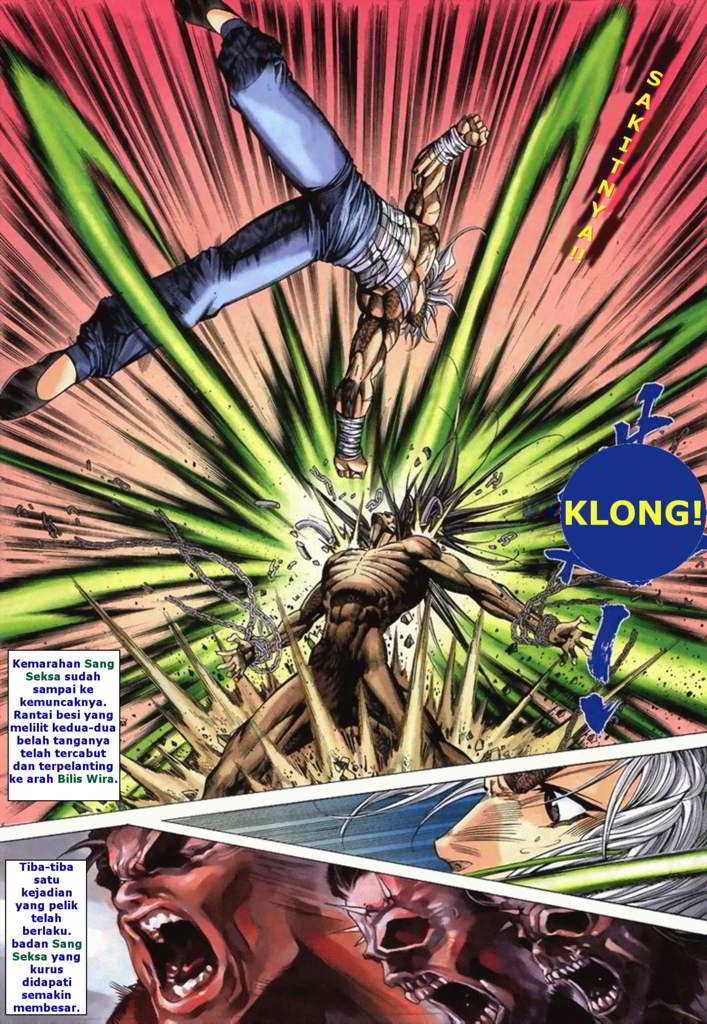 SAKITNYA!!
KLONG!
Kemarahan Sang
Seksa sudah
sampai ke
kemuncaknya.
Rantai besi yang
melilit kedua-dua
belah tanganya
telah tercabut
dan terpelanting
ke arah Bilis Wira.
Tiba-tiba
satu
kejadian
yang pelik
telah
berlaku.
badan Sang
Seksa yang
kurus
didapati
semakin
membesar.